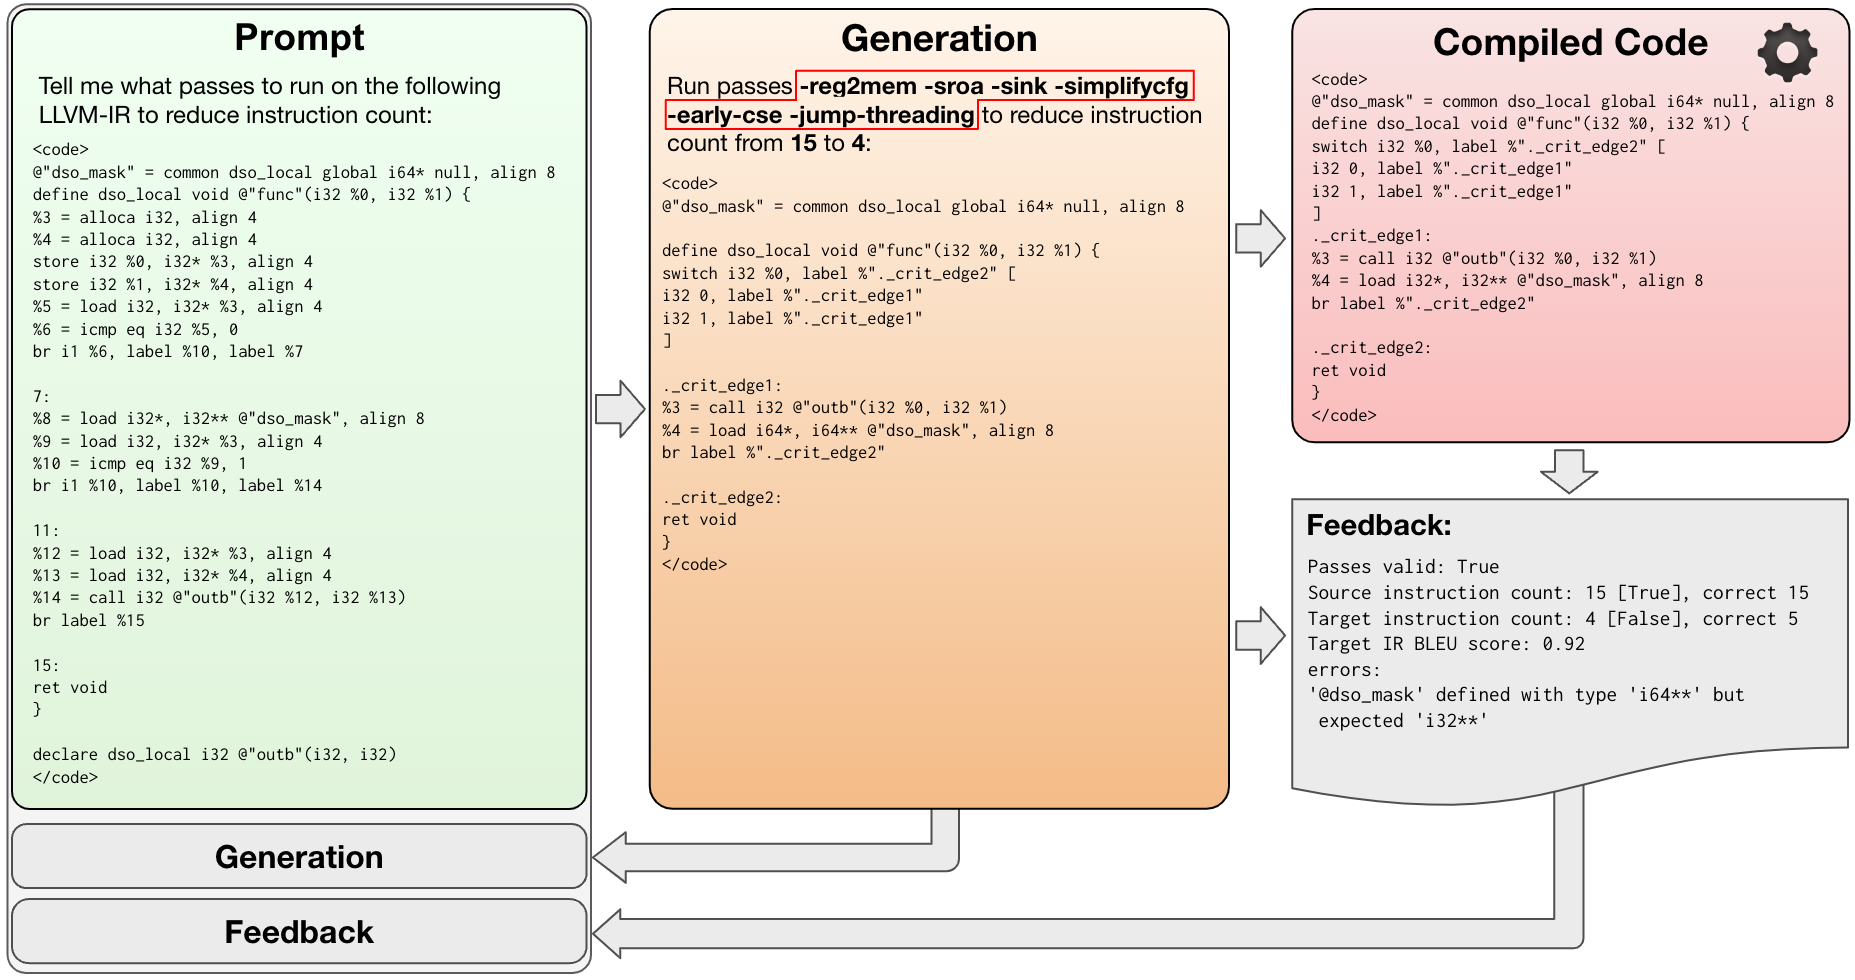 Prompt
Tell me what passes to run on the following
LLVM-IR to reduce instruction count:
<code>
@"dso_mask" = common dso_local global i64* null, align 8
define dso_local void @"func"(i32 %0, i32 %1) {
%3 = alloca i32, align 4
%4 = alloca i32, align 4
store i32 %0, i32* %3, align 4
store i32 %1, i32* %4, align 4
%5 = load i32, i32* %3, align 4
%6 = icmp eq i32 %5, 0
br i1 %6, label %10, label %7
7:
%8 = load i32*, i32** @"dso_mask", align 8
%9 = load i32, i32* %3, align 4
%10 = icmp eq i32 %9, 1
br i1 %10, label %10, label %14
11:
%12 = load i32, i32* %3, align 4
%13 = load i32, i32* %4, align 4
%14 = call i32 @"outb"(i32 %12, i32 %13)
br label %15
15:
ret void
}
declare dso_local i32 @"outb"(i32, i32)
</code>
Generation
Feedback
Generation
Run passes -reg2mem -sroa -sink -simplifycfg
-early-cse -jump-threading to reduce instruction
count from 15 to 4:
<code>
@"dso_mask" = common dso_local global i64* null, align 8
define dso_local void @"func"(i32 %0, i32 %1) {
switch i32 %0, label %"._crit_edge2" [
i32 0, label %"._crit_edge1"
i32 1, label %"._crit_edge1"
]
._crit_edge1:
%3 = call i32 @"outb"(i32 %0, i32 %1)
%4 = load i64*, i64** @"dso_mask", align 8
br label %"._crit_edge2"
._crit_edge2:
ret void
}
</code>
Compiled Code
<code>
@"dso_mask" = common dso_local global i64* null, align 8
define dso_local void @"func"(i32 %0, i32 %1) {
switch i32 %0, label %"._crit_edge2" [
i32 0, label %"._crit_edge1"
i32 1, label %"._crit_edge1"
]
._crit_edge1:
%3 = call i32 @"outb"(i32 %0, i32 %1)
%4 = load i32*, i32** @"dso_mask", align 8
br label %"._crit_edge2"
._crit_edge2:
ret void
}
</code>
Feedback:
Passes valid: True
Source instruction count: 15 [True], correct 15
Target instruction count: 4 [False], correct 5
Target IR BLEU score: 0.92
errors:
'@dso_mask' defined with type 'i64**' but
expected 'i32**'